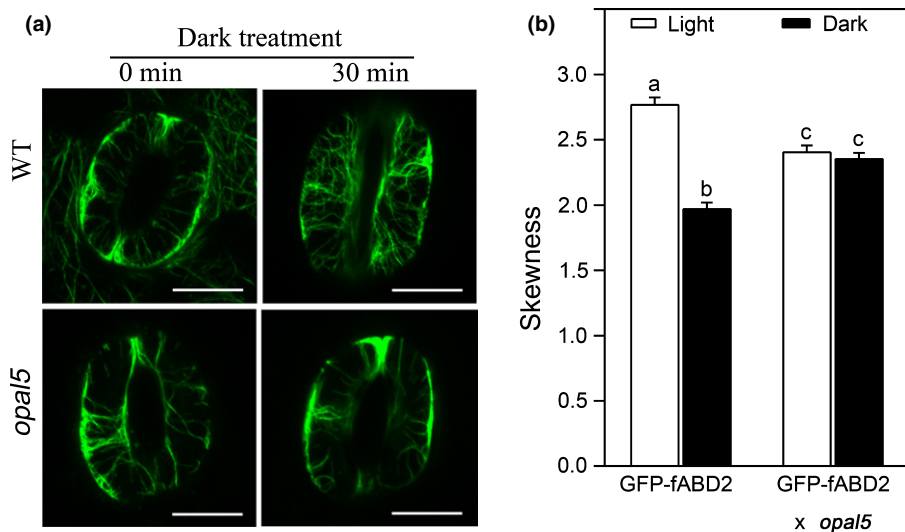 (a)
Dark treatment
0 min 30 min
WT
opal5
(b)
Light Dark
Skewness
3.0
2.5
2.0
1.5
1.0
0.5
0.0
a
b
c c
GFP-fABD2 GFP-fABD2
x opal5